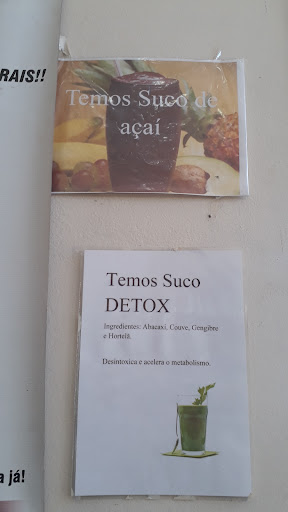 RAIS!!
Temos Suco de
açaí
Temos Suco
DETOX
Ingredientes: Abacaxi, Couve, Gengibre
e Hortelã.
Desintoxica e acelera o metabolismo.
a já!